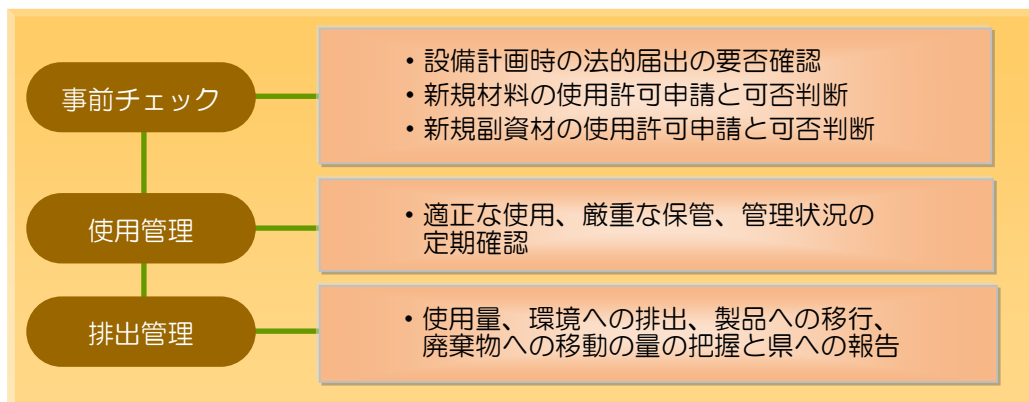 事前チェック
・設備計画時の法的届出の要否確認
・新規材料の使用許可申請と可否判断
・新規副資材の使用許可申請と可否判断
使用管理
・適正な使用、厳重な保管、管理状況の
定期確認
排出管理
・使用量、環境への排出、製品への移行、
廃棄物への移動の量の把握と県への報告